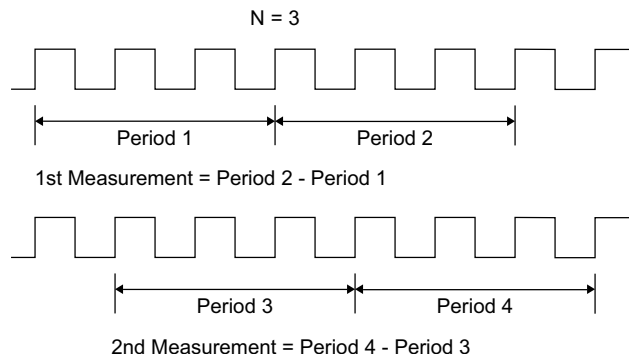 N = 3
Period 1
Period 2
1st Measurement = Period 2 - Period 1
Period 3
Period 4
2nd Measurement = Period 4 - Period 3